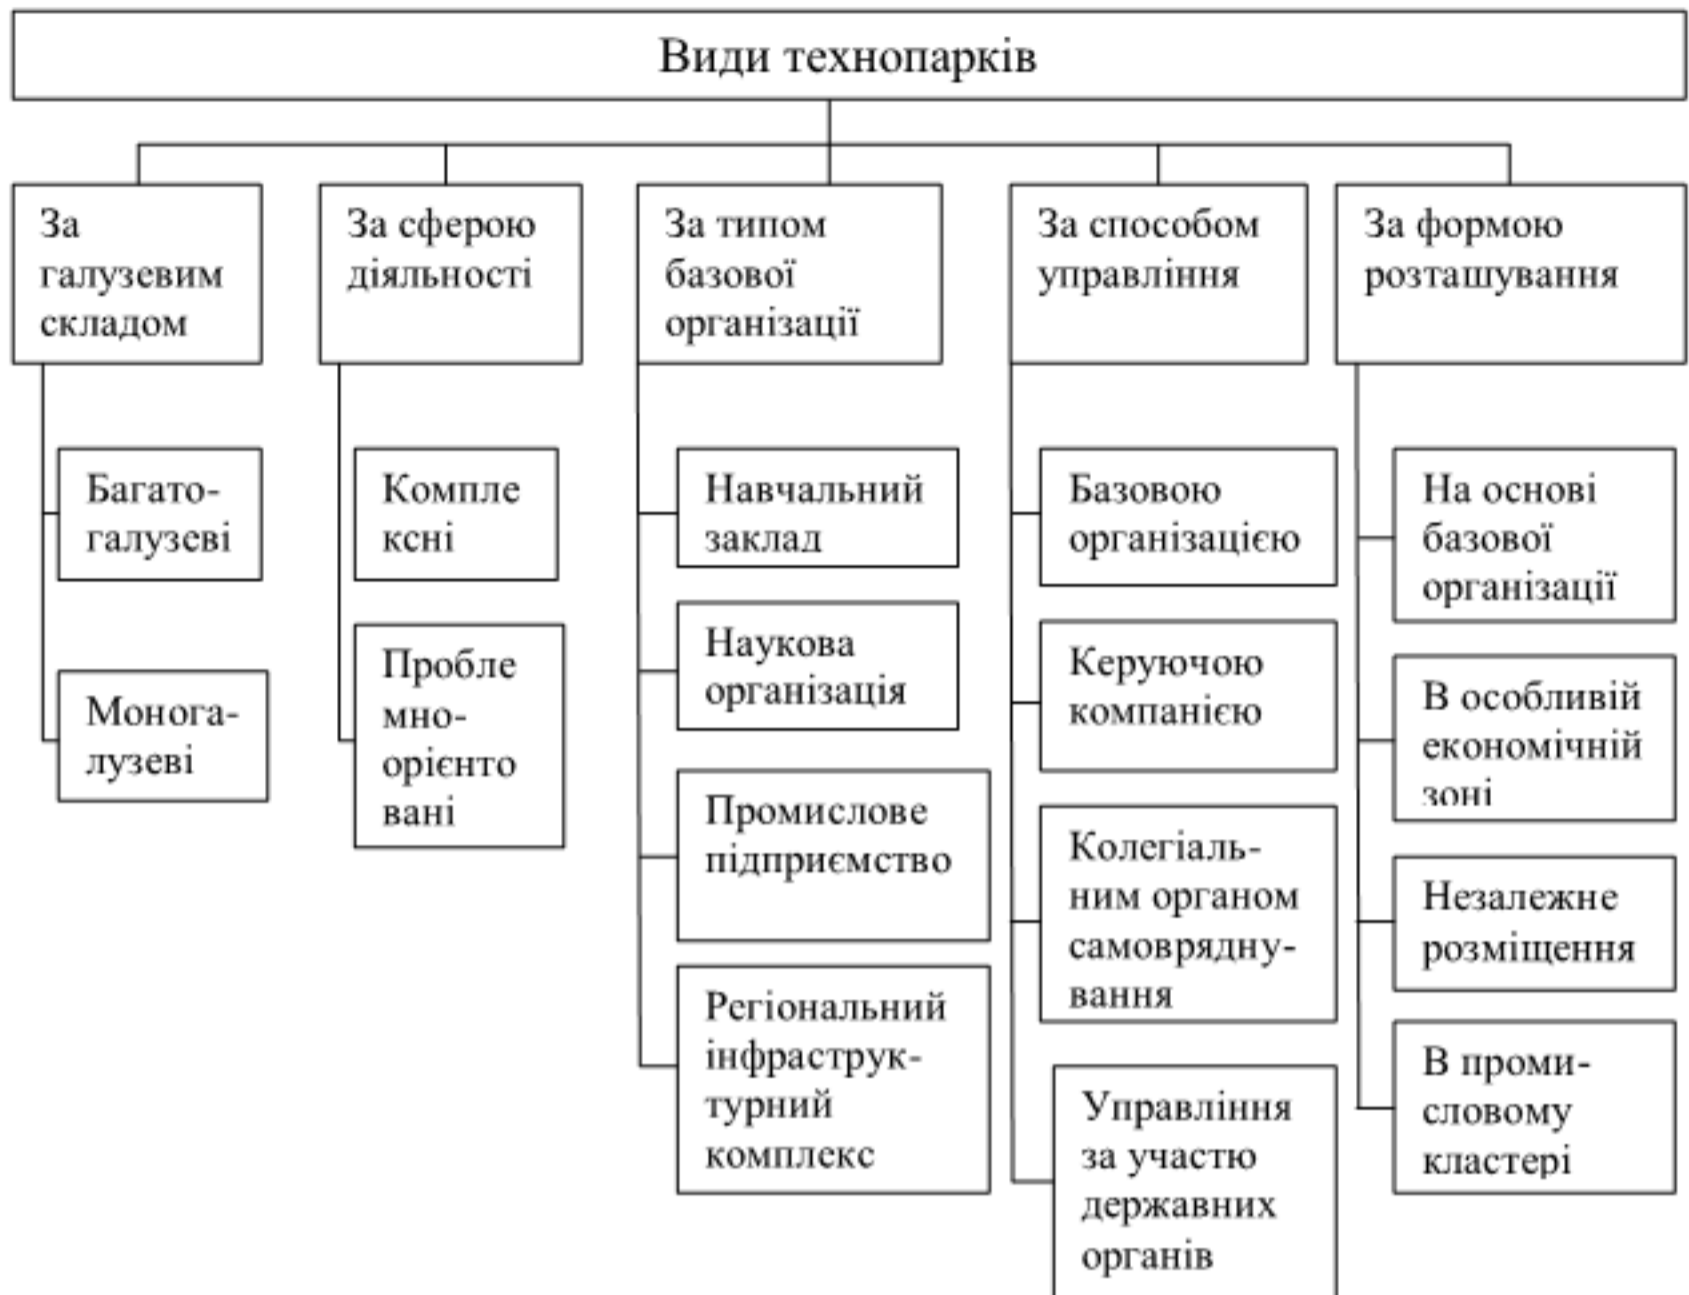 Види технопарків
За
галузевим
складом
За сферою
діяльності
За типом
базової
організації
За способом
управління
За формою
розташування
Багато-
галузеві
Монога-
лузеві
Компле
ксні
Пробле
мно-
орієнто
вані
Навчальний
заклад
Наукова
організація
Промислове
підприємство
Регіональний
інфраструк-
турний
комплекс
Базовою
організацією
Керуючою
компанією
Колегіаль-
ним органом
самоврядну-
вання
Управління
за участю
державних
органів
На основі
базової
організації
В особливій
економічній
зоні
Незалежне
розміщення
В проми-
словому
кластері